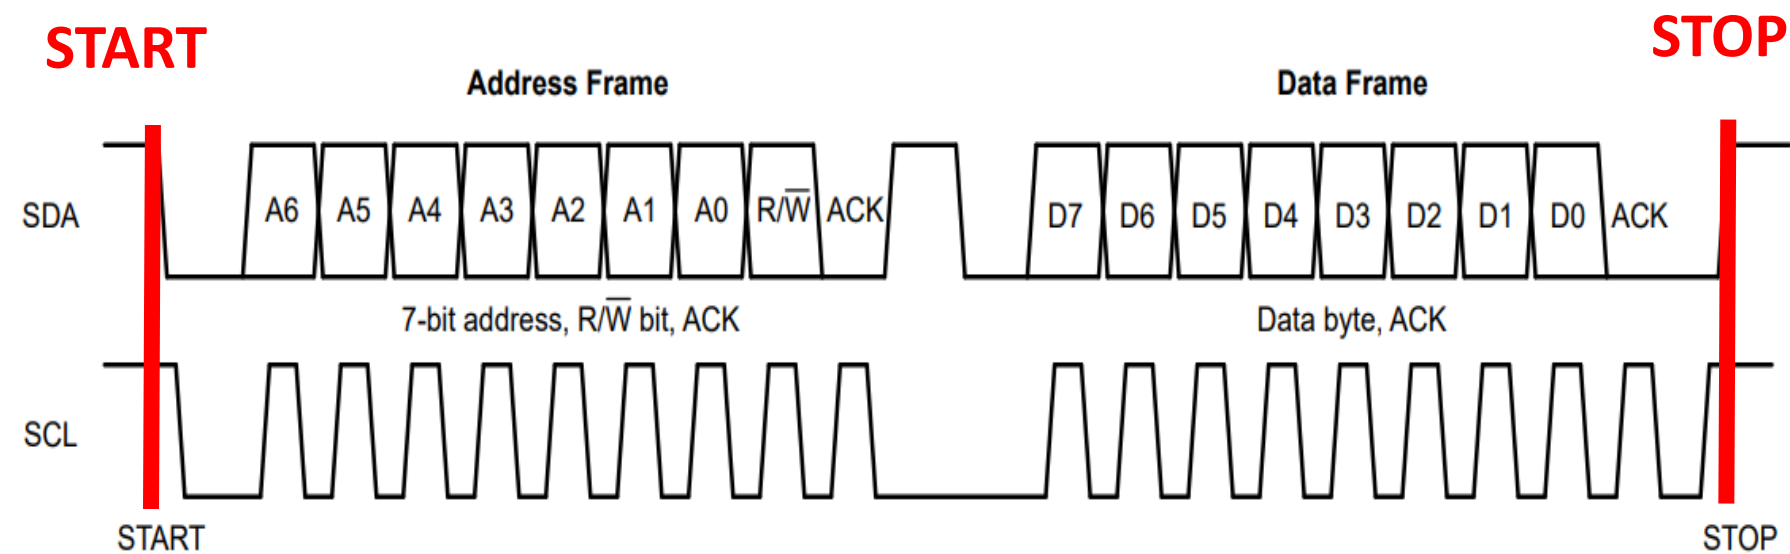 START
STOP
Address Frame
Data Frame
SDA
A6 A5 A4 A3 A2 A1 A0 R/W̅ ACK
D7 D6 D5 D4 D3 D2 D1 D0 ACK
7-bit address, R/W̅ bit, ACK
Data byte, ACK
SCL
START
STOP